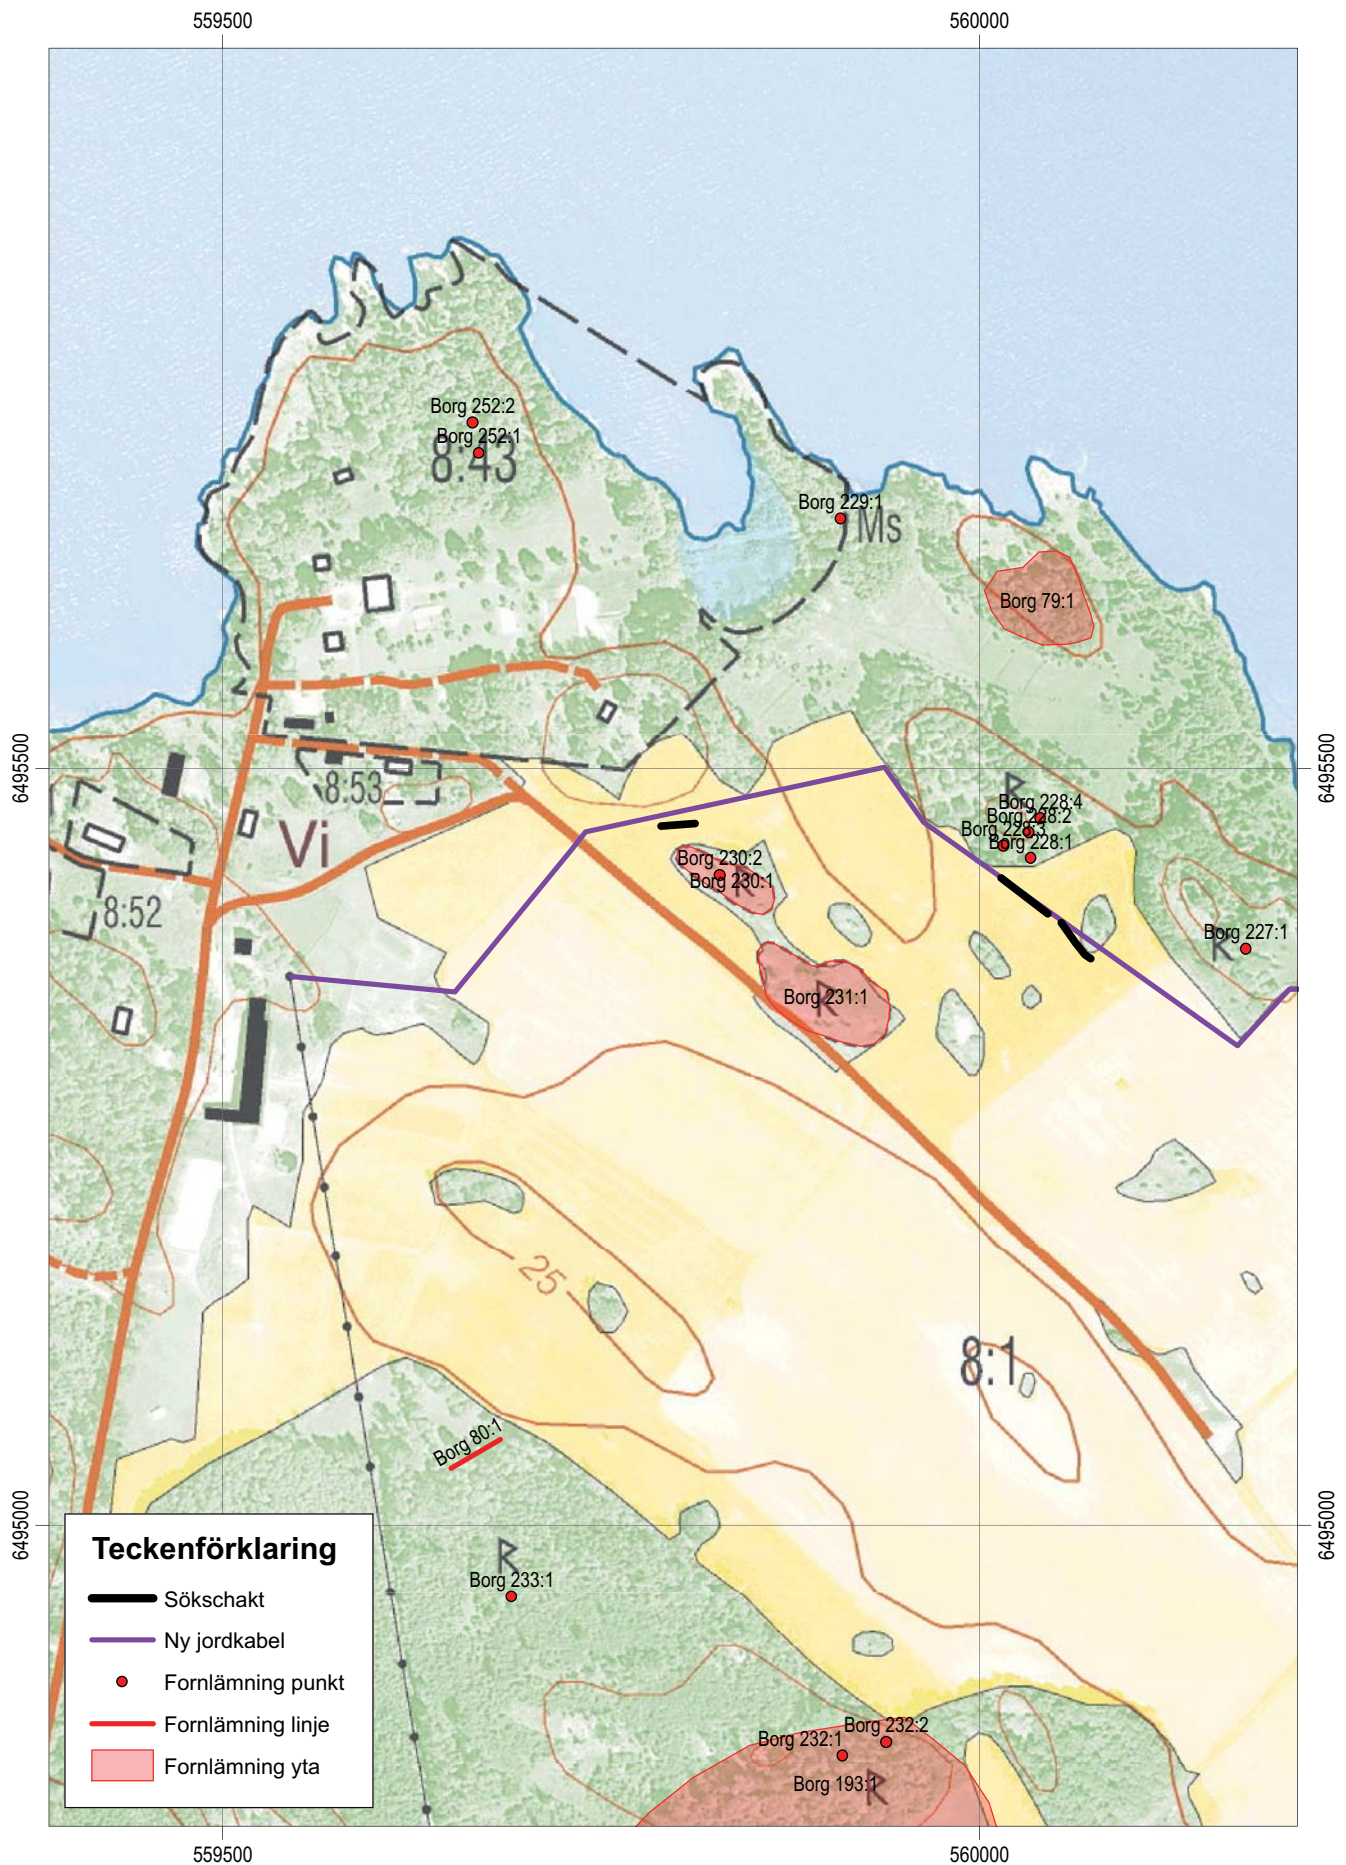 559500
560000
Borg 252:2
Borg 252:1
8:43
Borg 229:1
Ms
Borg 79:1
6495500
6495500
8:53
Vi
R
Borg 228:4
Borg 228:2
Borg 228:3
Borg 228:1
Borg 230:2
Borg 230:1
R
8:52
Borg 227:1
R
Borg 231:1
R
25
8:1
Borg 80:1
6495000
6495000
R
Borg 233:1
Teckenförklaring
Sökschakt
Ny jordkabel
Fornlämning punkt
Fornlämning linje
Fornlämning yta
Borg 232:2
Borg 232:1
Borg 193:1
R
559500
560000